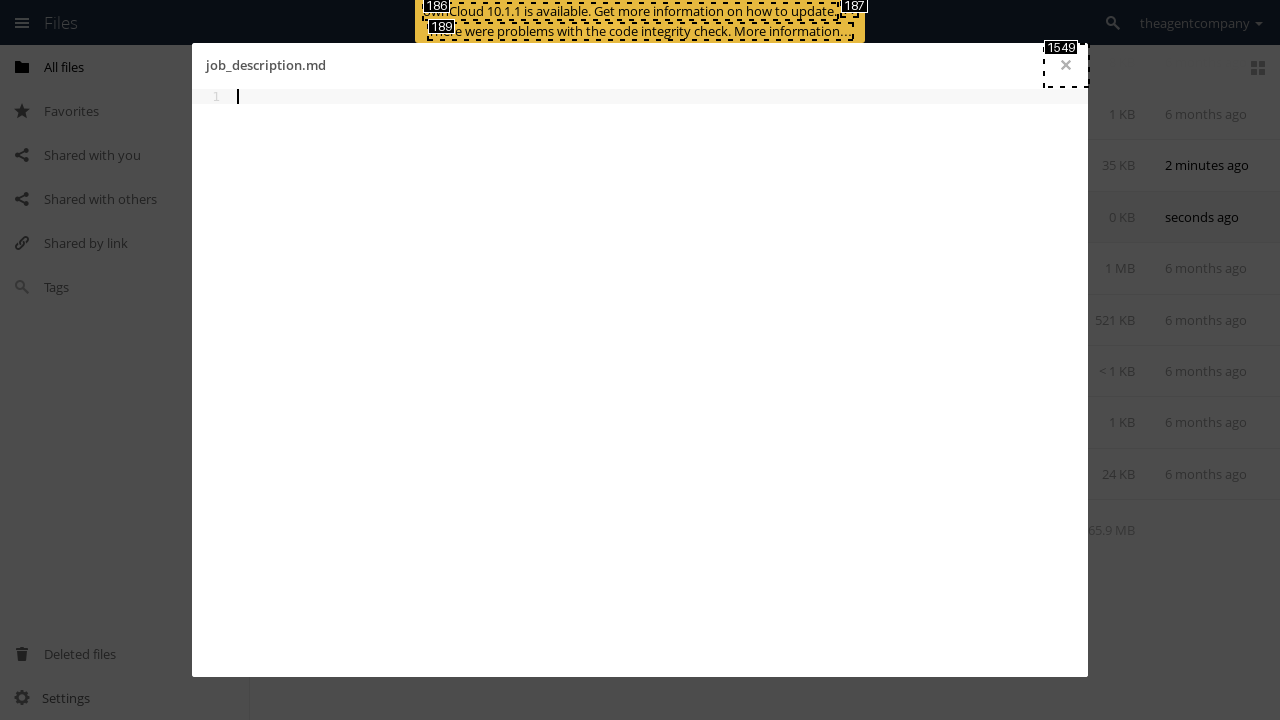 186
187
Cloud 10.1.1 is available. Get more information on how to update.
189
e were problems with the code integrity check. More information…
Files
theagentcompany
1549
job_description.md
1
All files
Favorites
Shared with you
Shared with others
Shared by link
Tags
1 KB 6 months ago
35 KB 2 minutes ago
0 KB seconds ago
1 MB 6 months ago
521 KB 6 months ago
< 1 KB 6 months ago
1 KB 6 months ago
24 KB 6 months ago
65.9 MB
Deleted files
Settings